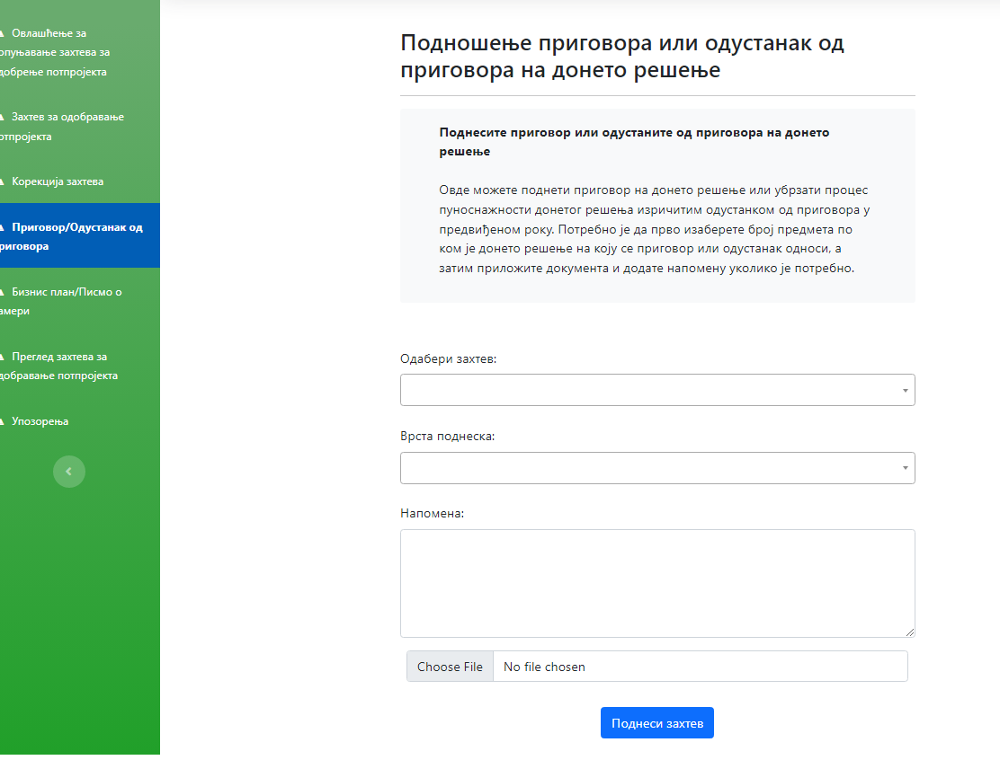 Овлашћење за
опуњавање захтева за
добрење потпројекта
Захтев за одобравање
отпројекта
Корекција захтева
Приговор/Одустанак од
риговора
Бизнис план/Писмо о
амери
Преглед захтева за
добравање потпројекта
Упозорења
Подношење приговора или одустанак од
приговора на донето решење
Поднесите приговор или одустаните од приговора на донето
решење
Овде можете поднети приговор на донето решење или убрзати процес
пуноснажности донетог решења изричитим одустанком од приговора у
предвиђеном року. Потребно је да прво изаберете број предмета по
ком је донето решење на коју се приговор или одустанак односи, а
затим приложите документа и додате напомену уколико је потребно.
Одабери захтев:
Врста поднеска:
Напомена:
Choose File No file chosen
Поднеси захтев